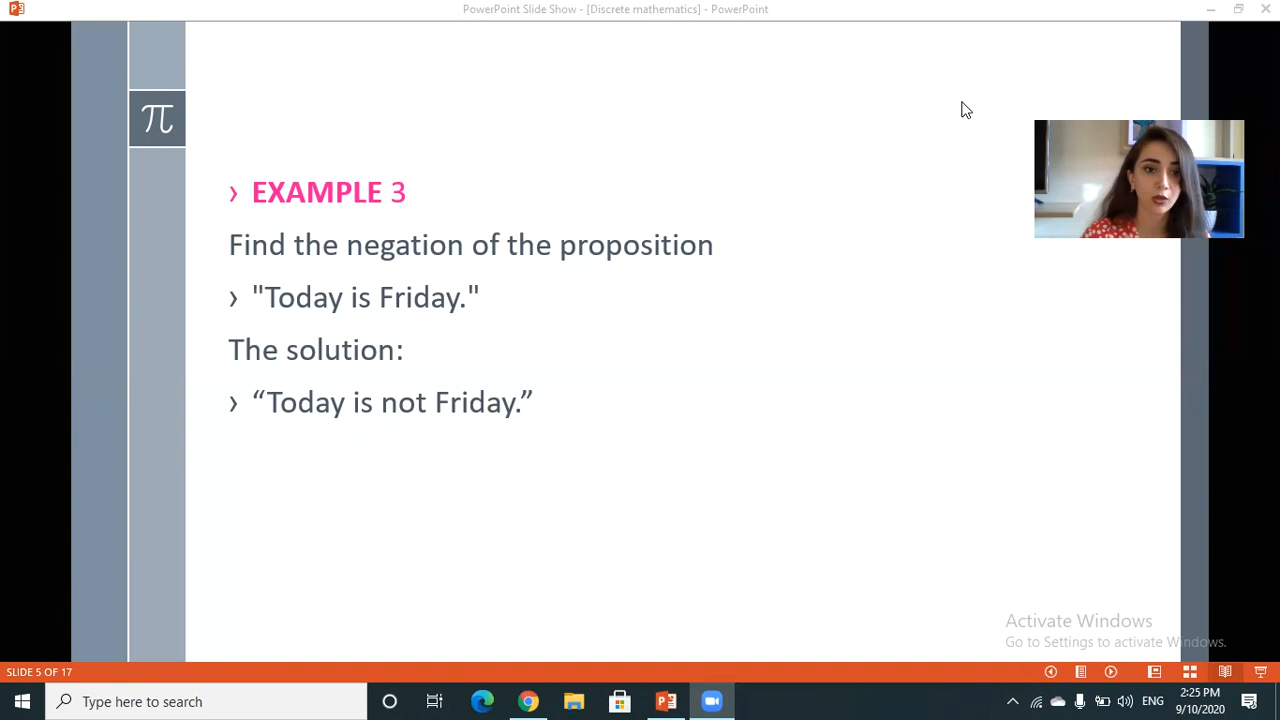 PowerPoint Slide Show - [Discrete mathematics] - PowerPoint
π
› EXAMPLE 3
Find the negation of the proposition
› "Today is Friday."
The solution:
› “Today is not Friday.”
Activate Windows
Go to Settings to activate Windows.
SLIDE 5 OF 17
Type here to search
ENG
2:25 PM
9/10/2020